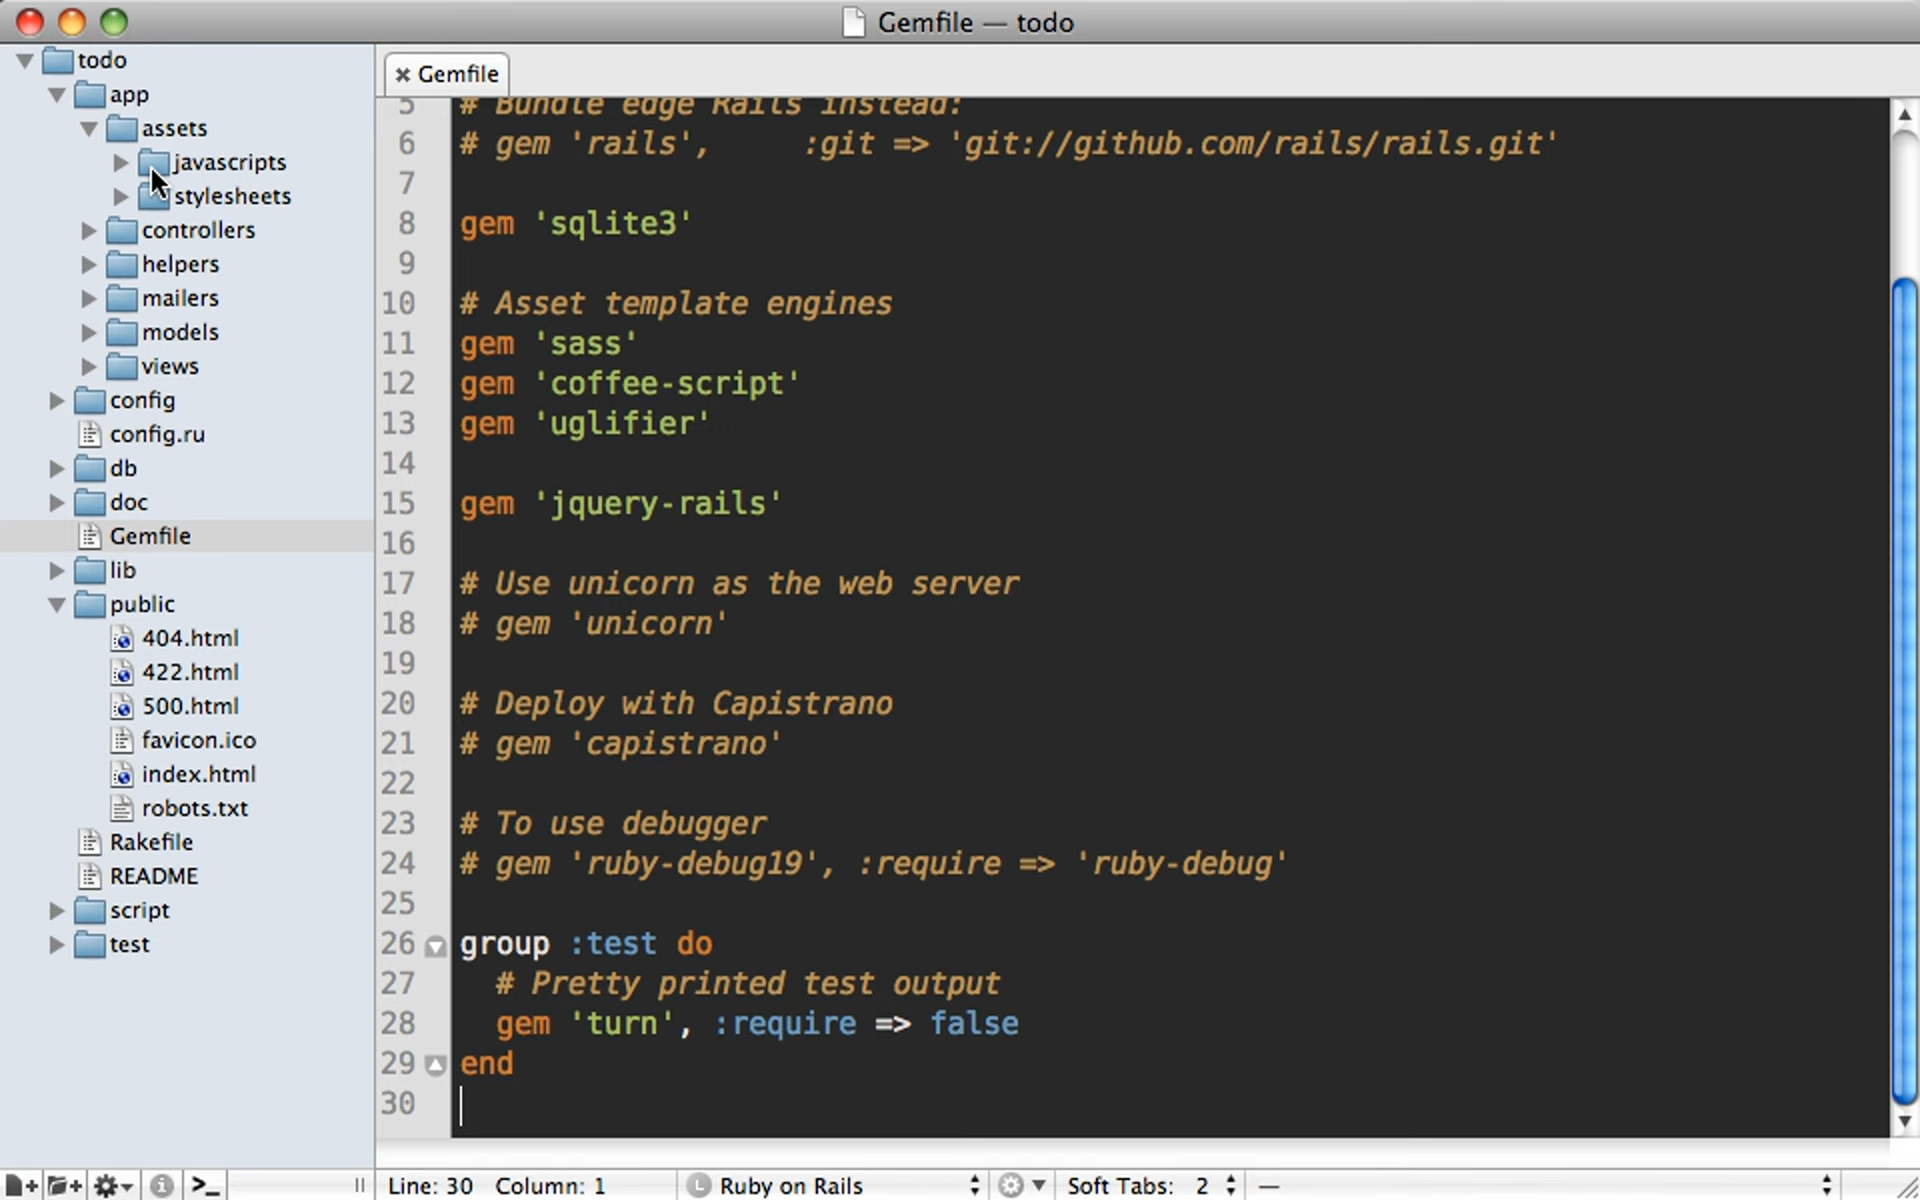 Gemfile — todo
todo
app
assets
javascripts
stylesheets
controllers
helpers
mailers
models
views
config
config.ru
db
doc
Gemfile
lib
public
404.html
422.html
500.html
favicon.ico
index.html
robots.txt
Rakefile
README
script
test
Gemfile
5 # Bundle edge Rails instead:
6 # gem 'rails',     :git => 'git://github.com/rails/rails.git'
7
8 gem 'sqlite3'
9
10 # Asset template engines
11 gem 'sass'
12 gem 'coffee-script'
13 gem 'uglifier'
14
15 gem 'jquery-rails'
16
17 # Use unicorn as the web server
18 # gem 'unicorn'
19
20 # Deploy with Capistrano
21 # gem 'capistrano'
22
23 # To use debugger
24 # gem 'ruby-debug19', :require => 'ruby-debug'
25
26 group :test do
27   # Pretty printed test output
28   gem 'turn', :require => false
29 end
30
Line: 30 Column: 1 L Ruby on Rails Soft Tabs: 2 —